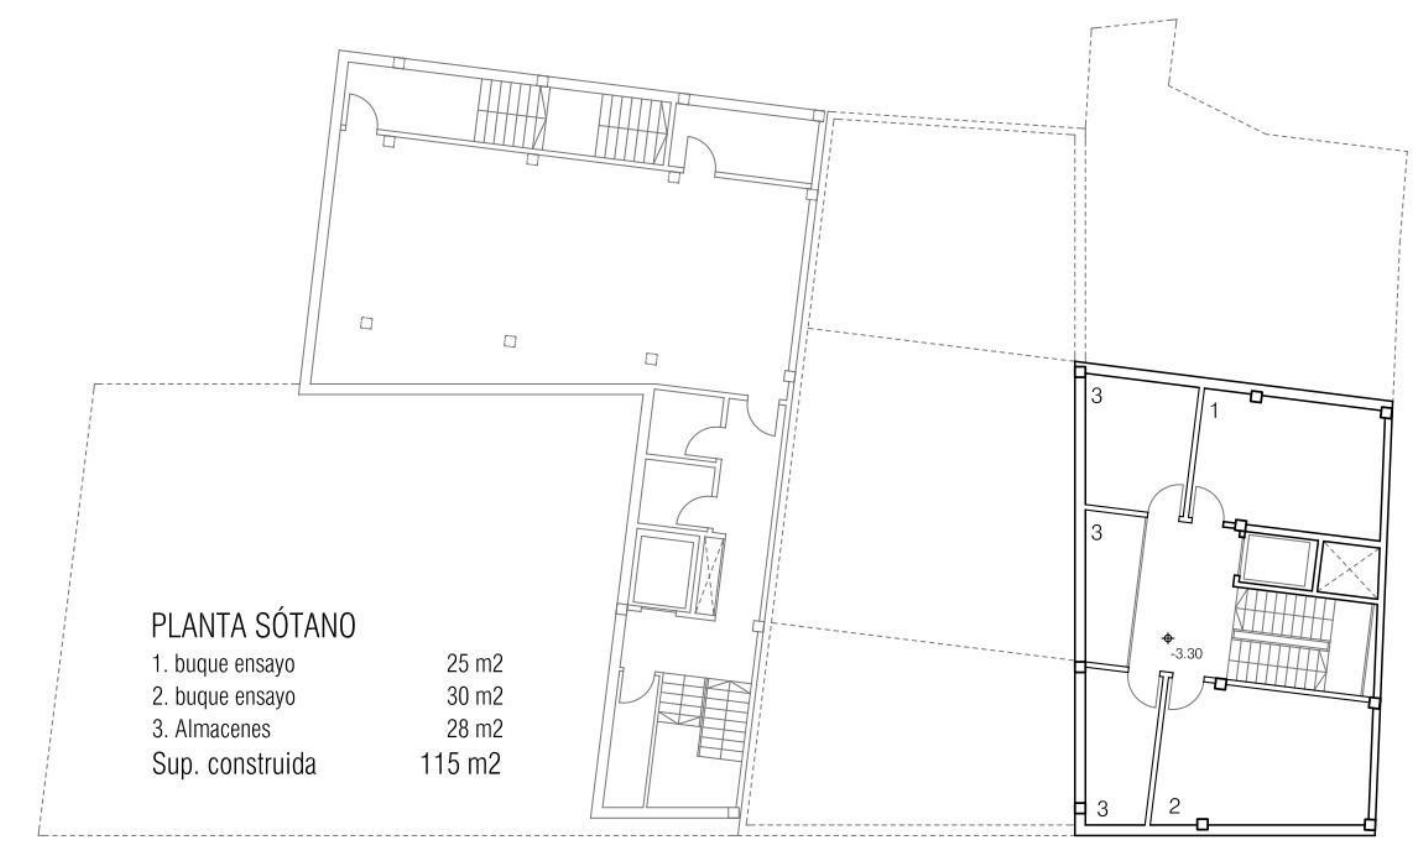 3
1
3
-3.30
3
2
PLANTA SÓTANO
1. buque ensayo 25 m2
2. buque ensayo 30 m2
3. Almacenes 28 m2
Sup. construida 115 m2